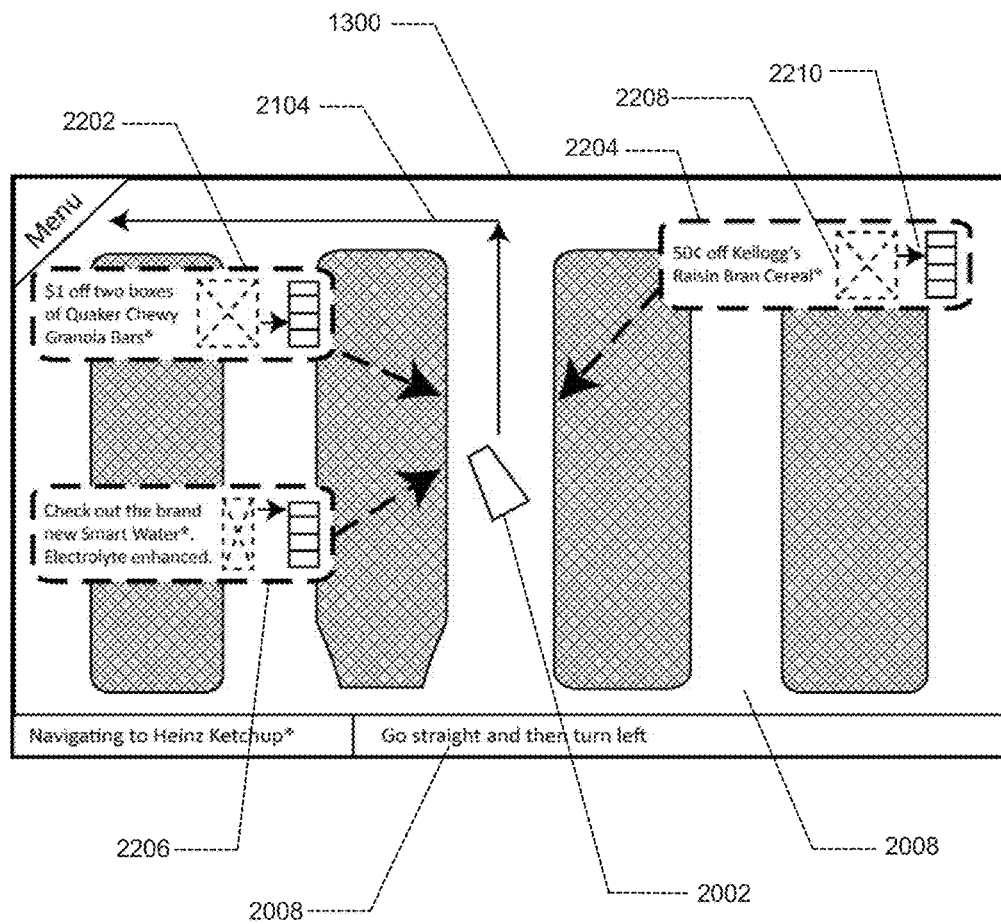 1300
2210
2104
2208
2202
2204
Menu
50¢ off Kellogg's
Raisin Bran Cereal*
$1 off two boxes
of Quaker Chewy
Granola Bars*
Check out the brand
new Smart Water*.
Electrolyte enhanced.
Navigating to Heinz Ketchup*
Go straight and then turn left
2206
2008
2008
2002